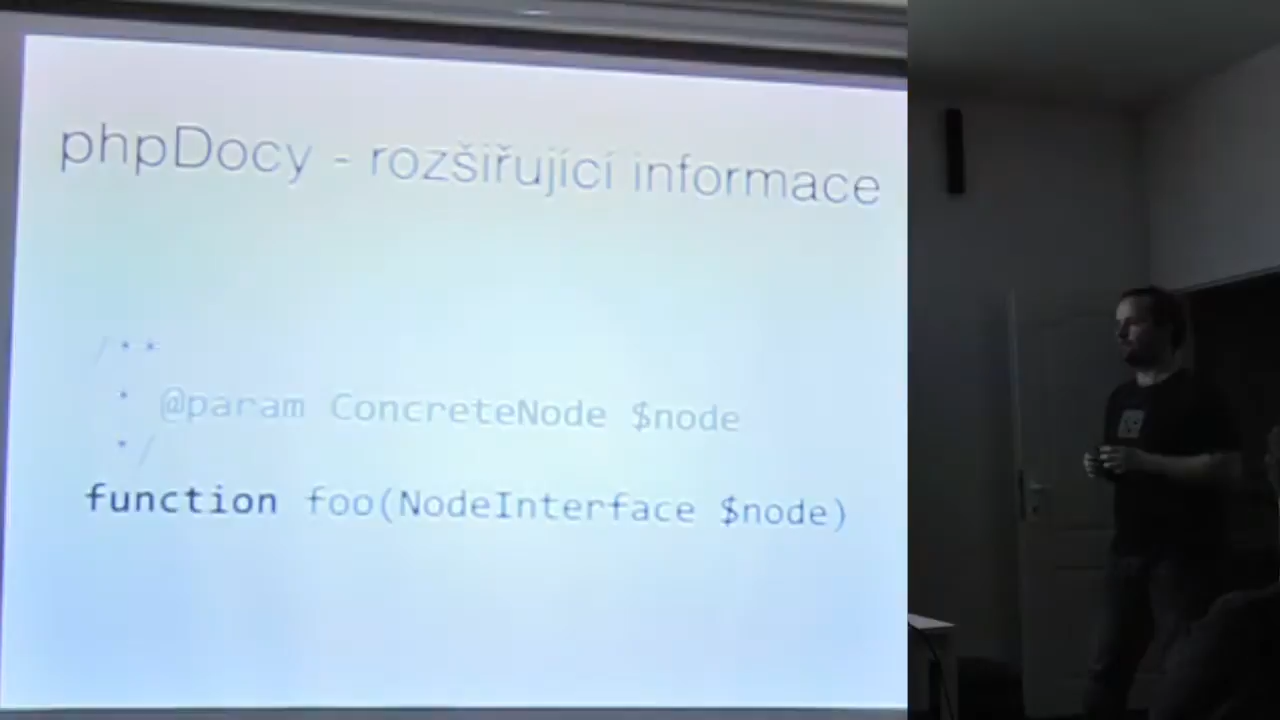 phpDocy - rozšiřující informace
/**
* @param ConcreteNode $node
*/
function foo(NodeInterface $node)